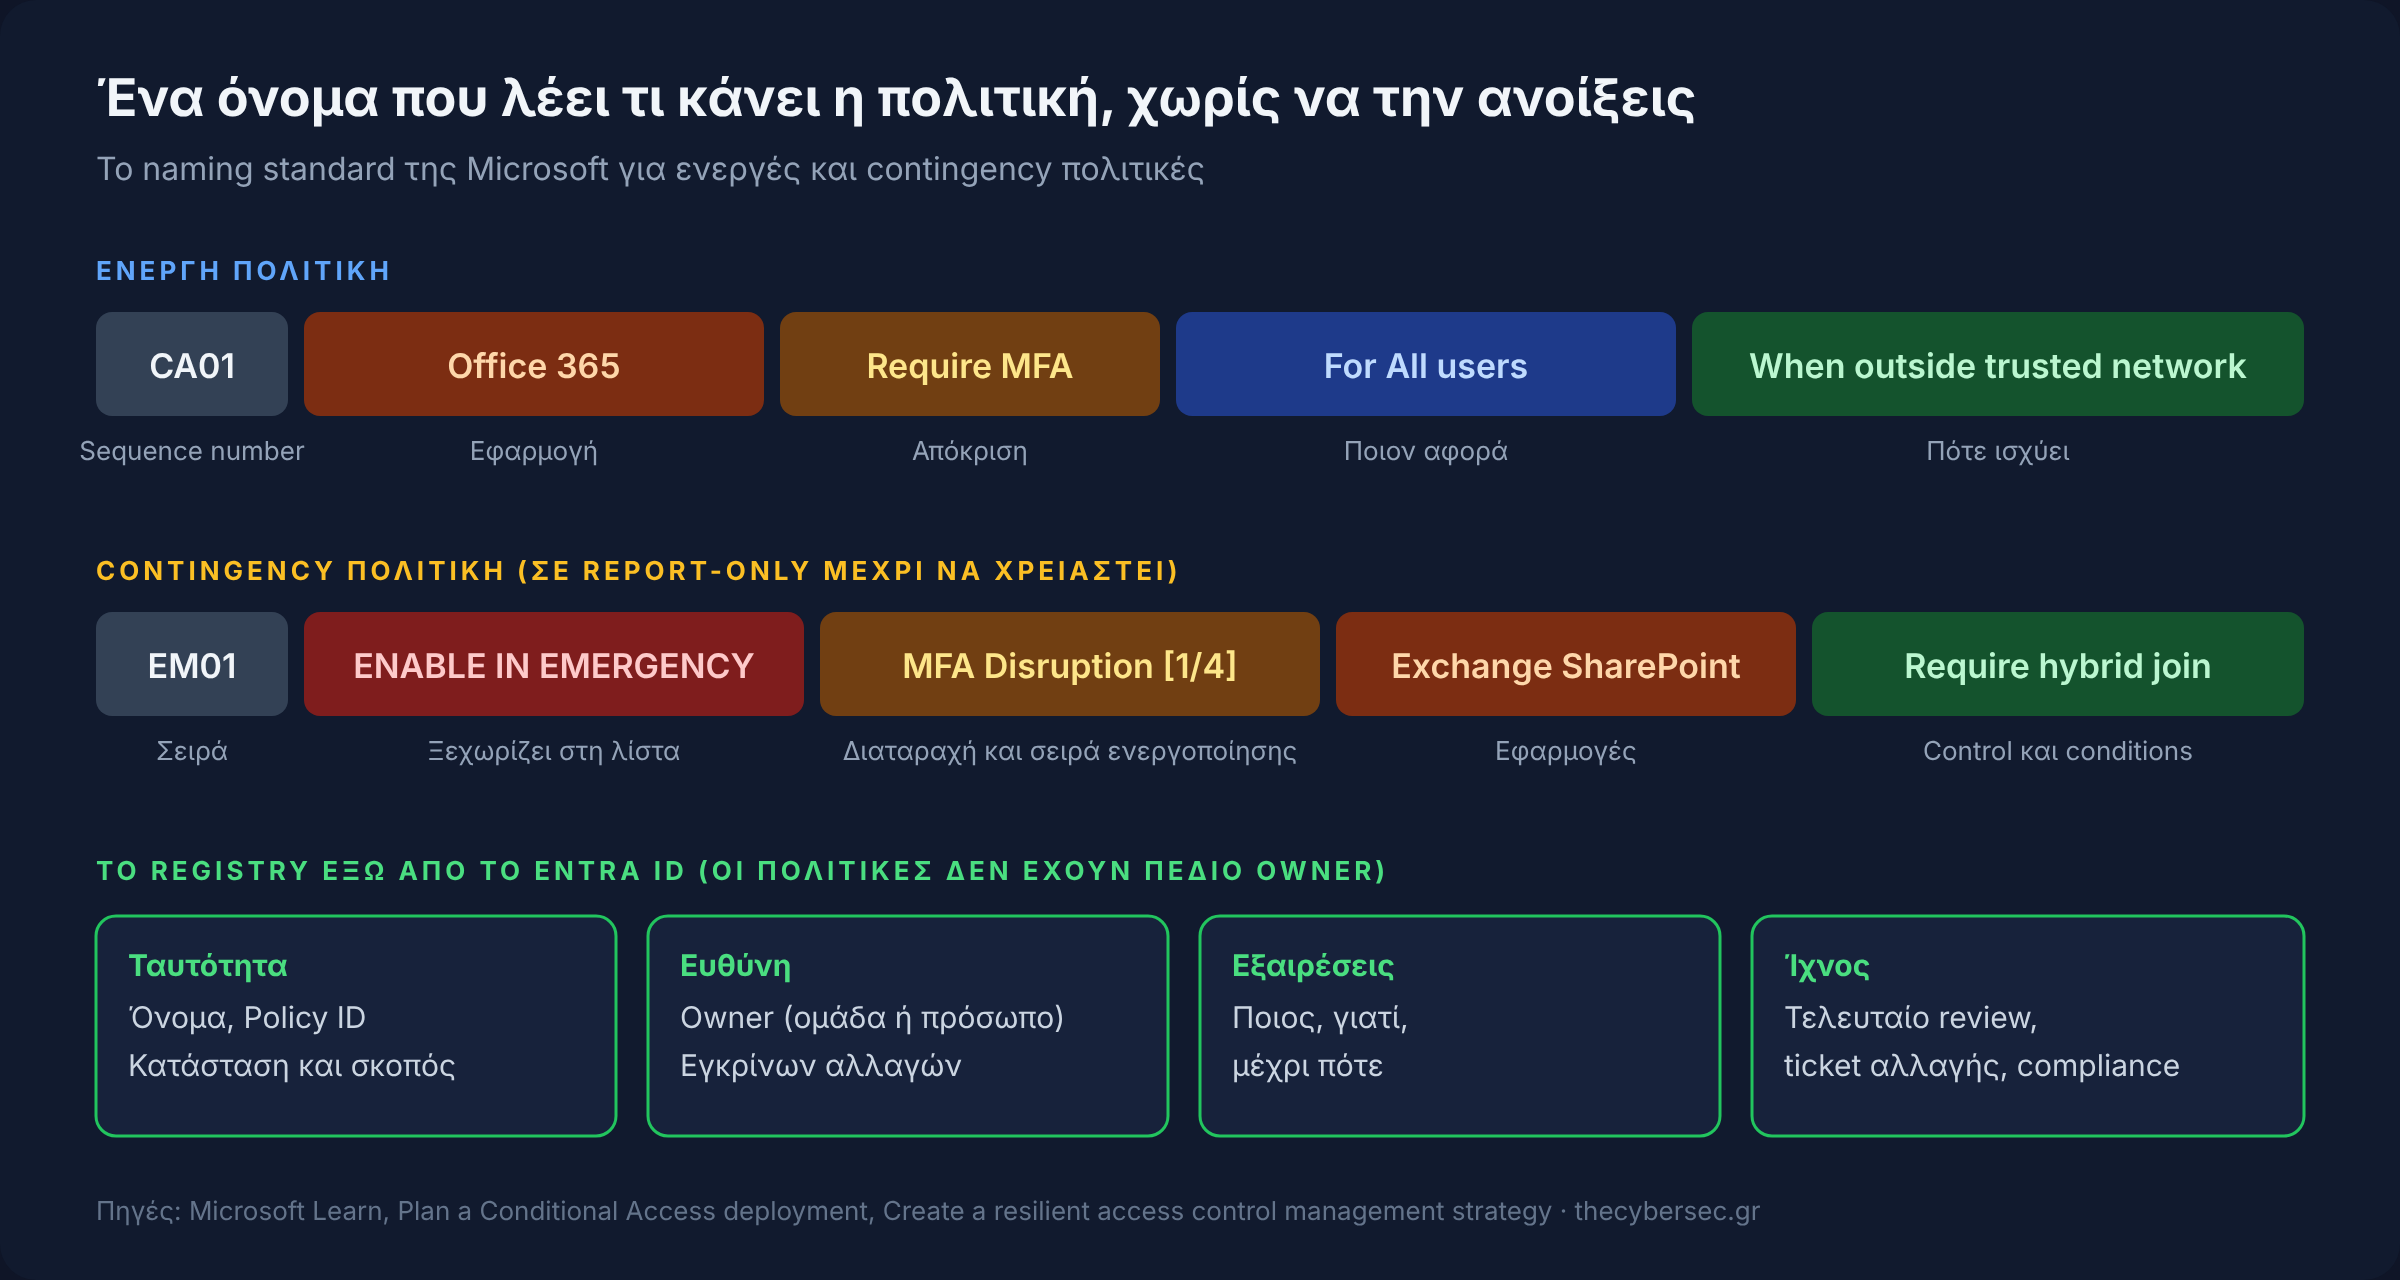 Ένα όνομα που λέει τι κάνει η πολιτική, χωρίς να την ανοίξεις
Το naming standard της Microsoft για ενεργές και contingency πολιτικές
ΕΝΕΡΓΗ ΠΟΛΙΤΙΚΗ
CA01
Office 365
Require MFA
For All users
When outside trusted network
Sequence number
Εφαρμογή
Απόκριση
Ποιον αφορά
Πότε ισχύει
CONTINGENCY ΠΟΛΙΤΙΚΗ (ΣΕ REPORT-ONLY ΜΕΧΡΙ ΝΑ ΧΡΕΙΑΣΤΕΙ)
EM01
ENABLE IN EMERGENCY
MFA Disruption [1/4]
Exchange SharePoint
Require hybrid join
Σειρά
Ξεχωρίζει στη λίστα
Διαταραχή και σειρά ενεργοποίησης
Εφαρμογές
Control και conditions
ΤΟ REGISTRY ΕΞΩ ΑΠΟ ΤΟ ENTRA ID (ΟΙ ΠΟΛΙΤΙΚΕΣ ΔΕΝ ΕΧΟΥΝ ΠΕΔΙΟ OWNER)
Ταυτότητα
Όνομα, Policy ID
Κατάσταση και σκοπός
Ευθύνη
Owner (ομάδα ή πρόσωπο)
Εγκρίνων αλλαγών
Εξαιρέσεις
Ποιος, γιατί,
μέχρι πότε
Ίχνος
Τελευταίο review,
ticket αλλαγής, compliance
Πηγές: Microsoft Learn, Plan a Conditional Access deployment, Create a resilient access control management strategy · thecybersec.gr